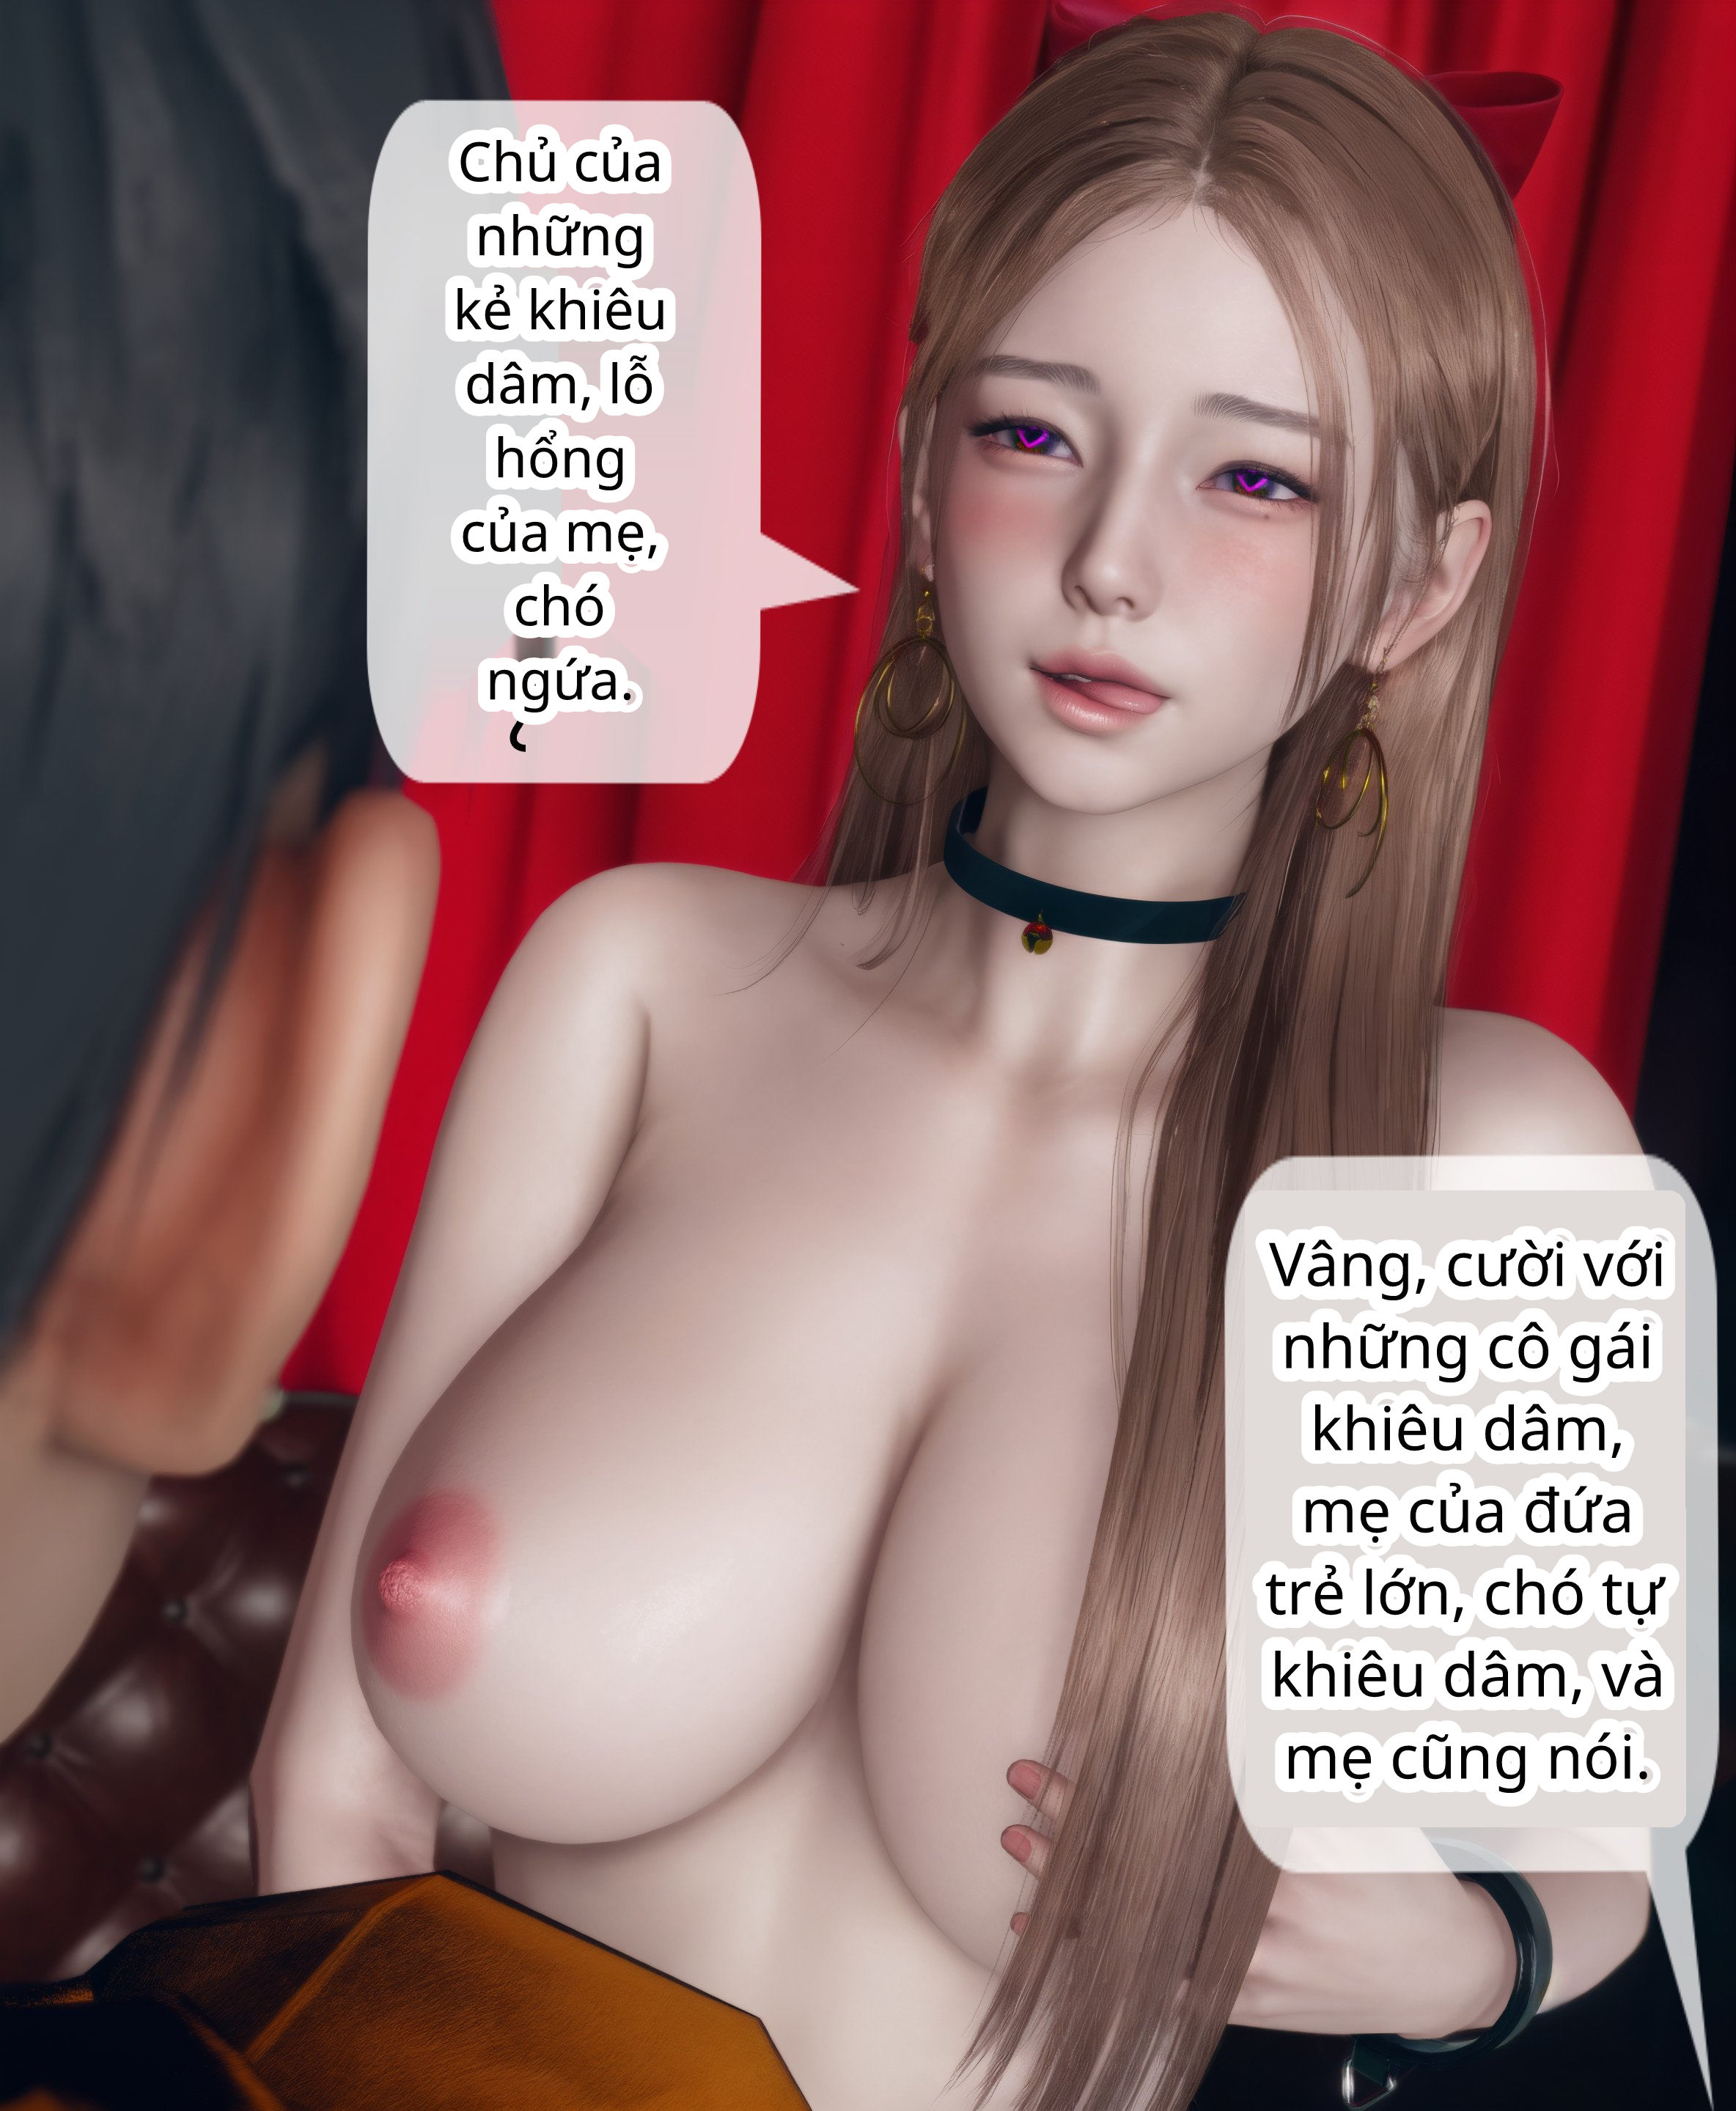 Chủ của
những
kẻ khiêu
dâm, lỗ
hổng
của mẹ,
chó
ngứa.
Vâng, cười với
những cô gái
khiêu dâm,
mẹ của đứa
trẻ lớn, chó tự
khiêu dâm, và
mẹ cũng nói.